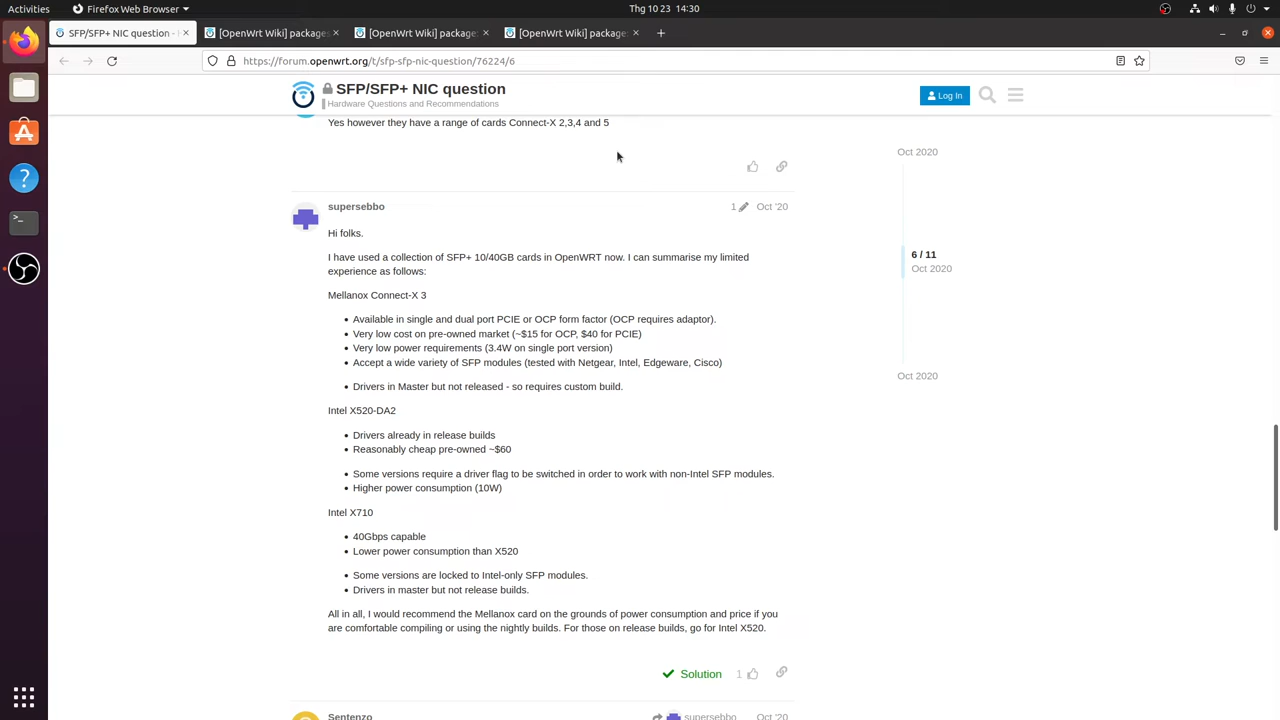 Activities
Firefox Web Browser
Thg 10 23 14:30
SFP/SFP+ NIC question -
[OpenWrt Wiki] package
[OpenWrt Wiki] package
[OpenWrt Wiki] package
https://forum.openwrt.org/t/sfp-sfp-nic-question/76224/6
SFP/SFP+ NIC question
Hardware Questions and Recommendations
Log In
Yes however they have a range of cards Connect-X 2,3,4 and 5
Oct 2020
supersebbo
1
Oct '20
Hi folks.
I have used a collection of SFP+ 10/40GB cards in OpenWRT now. I can summarise my limited
experience as follows:
6 / 11
Oct 2020
Mellanox Connect-X 3
• Available in single and dual port PCIE or OCP form factor (OCP requires adaptor).
• Very low cost on pre-owned market (~$15 for OCP, $40 for PCIE)
• Very low power requirements (3.4W on single port version)
• Accept a wide variety of SFP modules (tested with Netgear, Intel, Edgeware, Cisco)
• Drivers in Master but not released - so requires custom build.
Oct 2020
Intel X520-DA2
• Drivers already in release builds
• Reasonably cheap pre-owned ~$60
• Some versions require a driver flag to be switched in order to work with non-Intel SFP modules.
• Higher power consumption (10W)
Intel X710
• 40Gbps capable
• Lower power consumption than X520
• Some versions are locked to Intel-only SFP modules.
• Drivers in master but not release builds.
All in all, I would recommend the Mellanox card on the grounds of power consumption and price if you
are comfortable compiling or using the nightly builds. For those on release builds, go for Intel X520.
Solution
1
Sentenzo
supersebbo
Oct '20